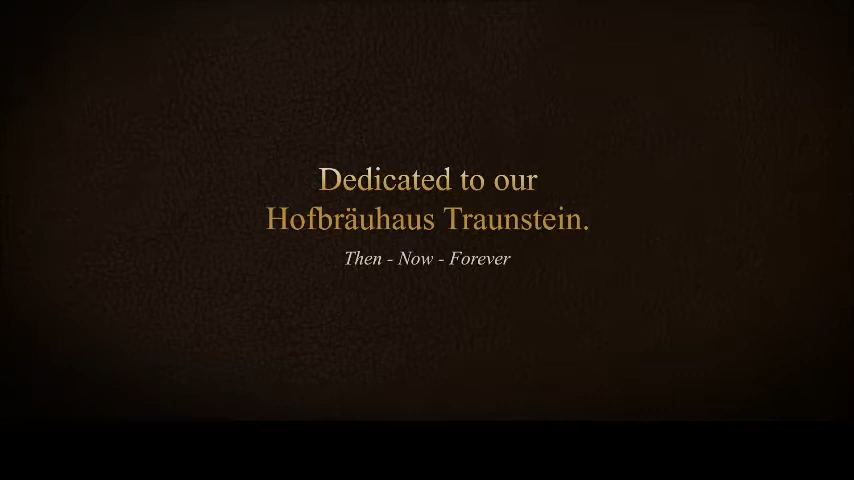 Dedicated to our
Hofbräuhaus Traunstein.
Then - Now - Forever